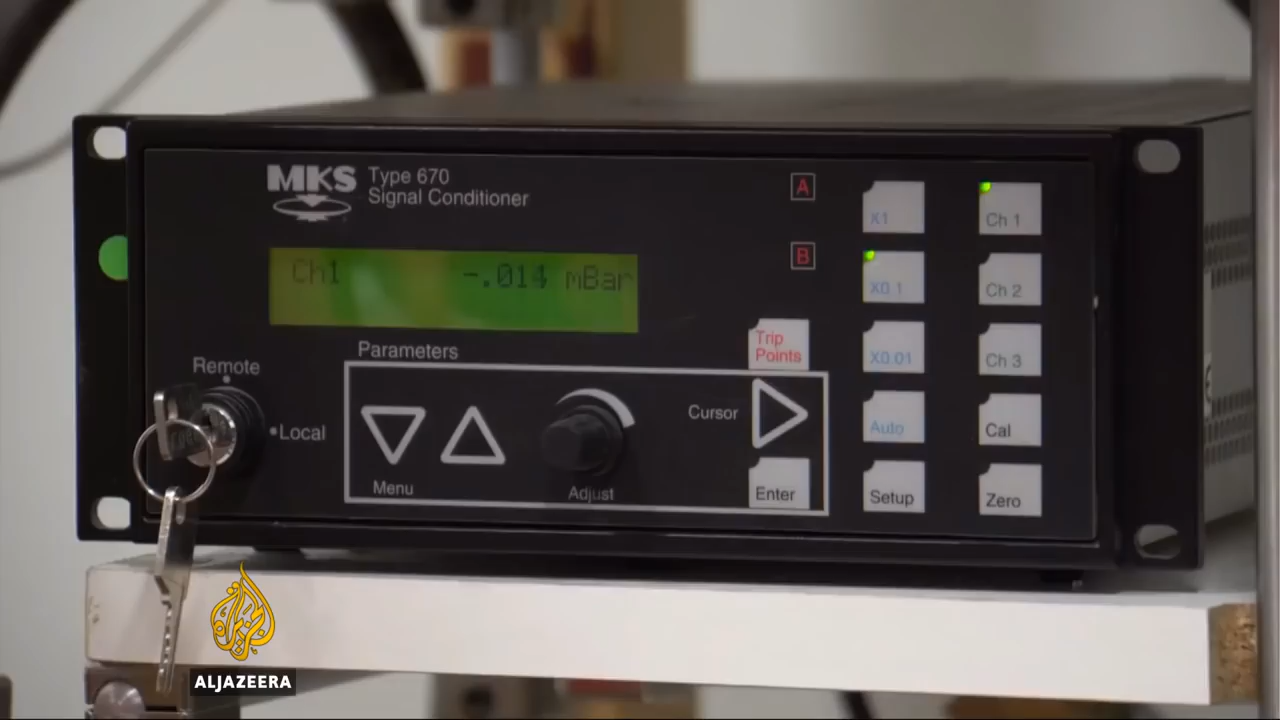 MKS
Type 670
Signal Conditioner
Ch1 -.014 mBar
A
B
X1
Ch 1
X0.1
Ch 2
Trip
Points
X0.01
Ch 3
Remote
Local
Parameters
Menu
Adjust
Cursor
Enter
Auto
Cal
Setup
Zero
الجزيرة
ALJAZEERA